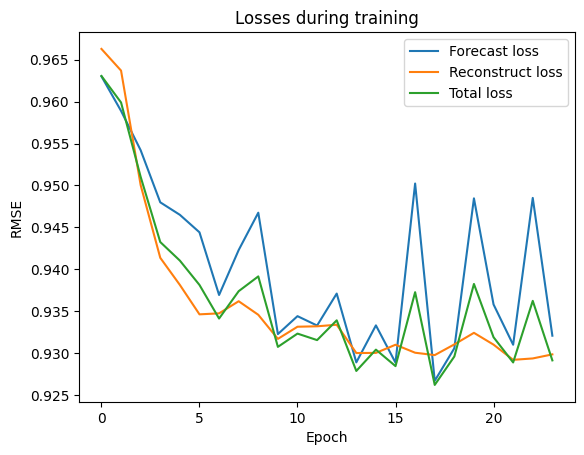 Losses during training
Forecast loss
Reconstruct loss
Total loss
0.965
0.960
0.955
0.950
0.945
0.940
0.935
0.930
0.925
RMSE
0
5
10
15
20
Epoch